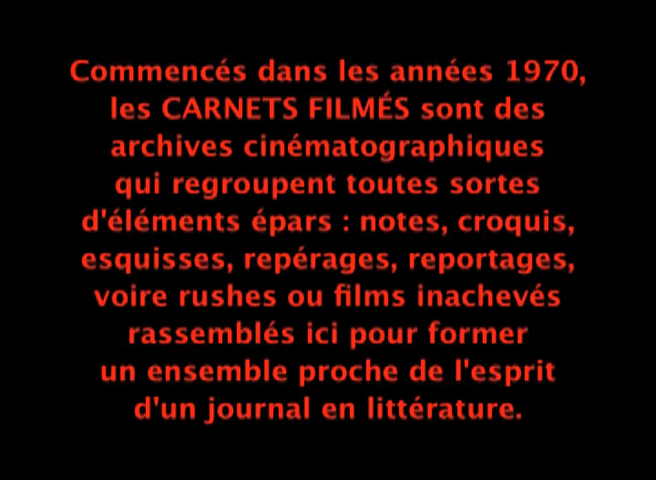 Commencés dans les années 1970,
les CARNETS FILMÉS sont des
archives cinématographiques
qui regroupent toutes sortes
d'éléments épars : notes, croquis,
esquisses, repérages, reportages,
voire rushes ou films inachevés
rassemblés ici pour former
un ensemble proche de l'esprit
d'un journal en littérature.